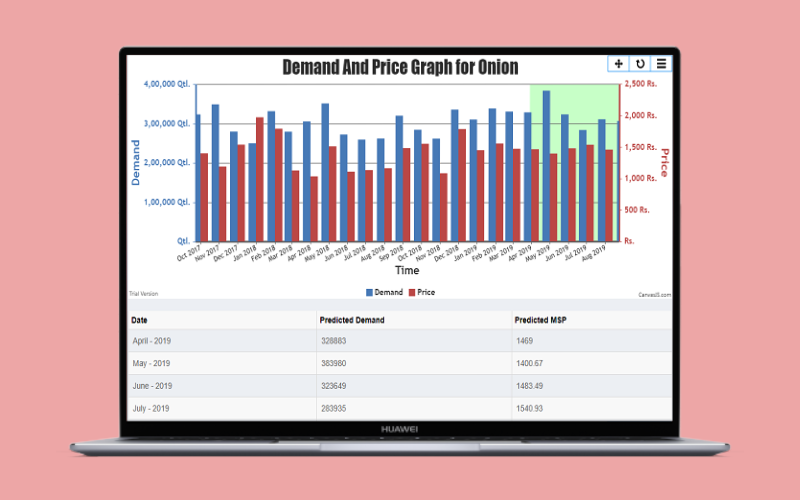 Demand And Price Graph for Onion
4,00,000 Qtl.
3,00,000 Qtl.
2,00,000 Qtl.
1,00,000 Qtl.
Qtl.
Demand
2,500 Rs.
2,000 Rs.
1,500 Rs.
1,000 Rs.
500 Rs.
Rs.
Price
Oct 2017
Nov 2017
Dec 2017
Jan 2018
Feb 2018
Mar 2018
Apr 2018
May 2018
Jun 2018
Jul 2018
Aug 2018
Sep 2018
Oct 2018
Nov 2018
Dec 2018
Jan 2019
Feb 2019
Mar 2019
Apr 2019
May 2019
Jun 2019
Jul 2019
Aug 2019
Time
Trial Version
Demand Price
CanvasJS.com
Date Predicted Demand Predicted MSP
April - 2019 328883 1469
May - 2019 383980 1400.67
June - 2019 323649 1483.49
July - 2019 283935 1540.93
HUAWEI